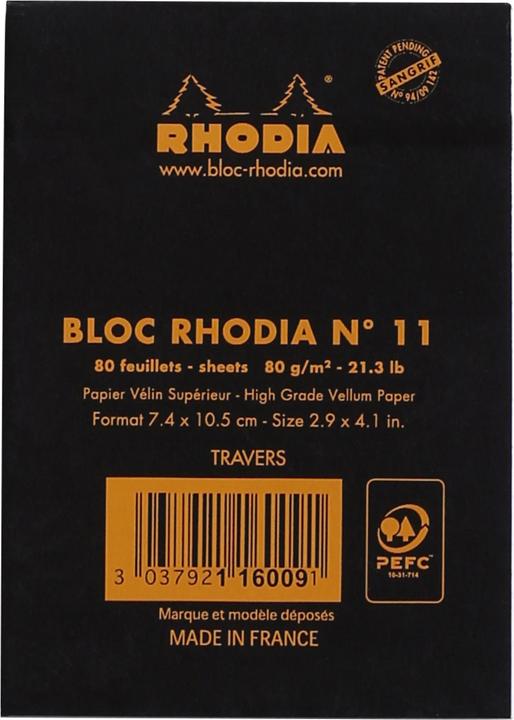 PATENT PENDING
SANGRIF
N° 94/09 142
RHODIA®
www.bloc-rhodia.com
BLOC RHODIA N° 11
80 feuillets - sheets 80 g/m² - 21.3 lb
Papier Vélin Supérieur - High Grade Vellum Paper
Format 7.4 x 10.5 cm - Size 2.9 x 4.1 in.
TRAVERS
3 037921 160091
PEFC™
10-31-714
Marque et modèle déposés
MADE IN FRANCE